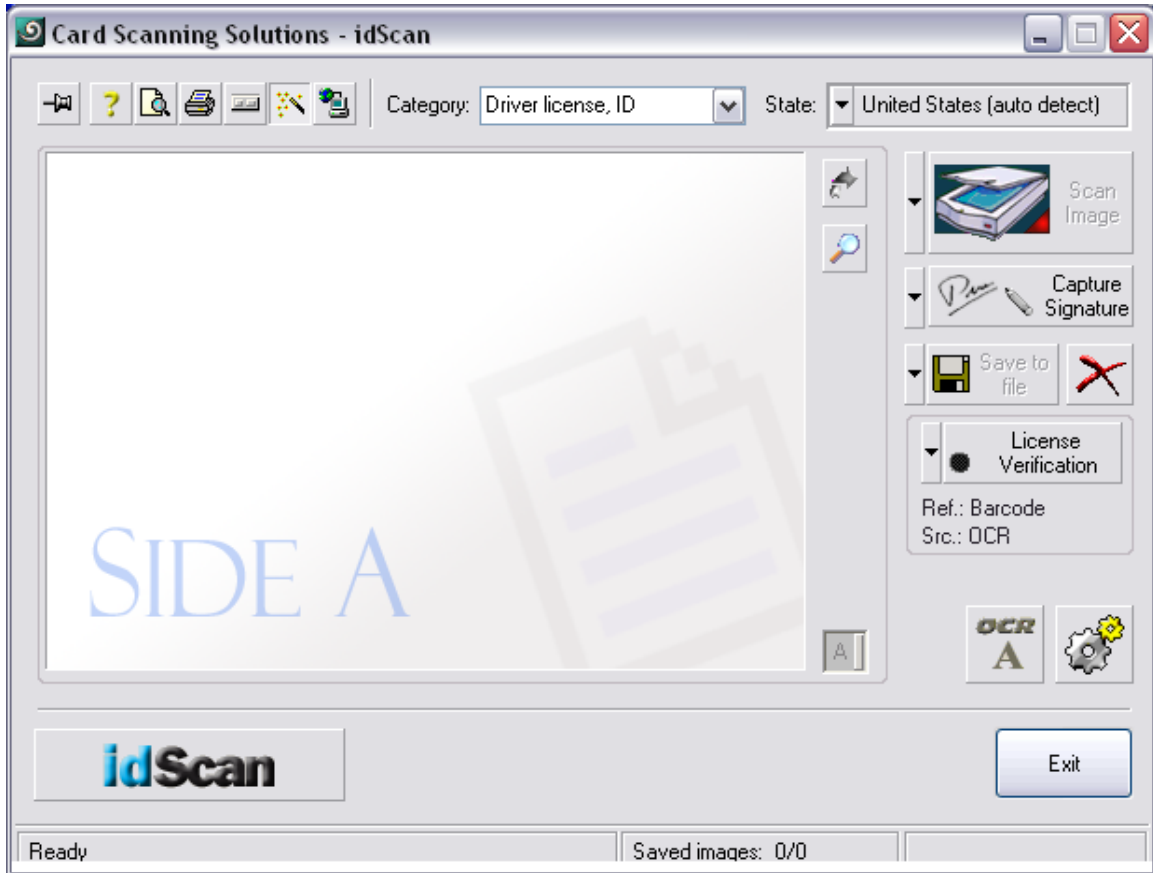 Card Scanning Solutions - idScan
Category: Driver license, ID State: United States (auto detect)
Scan
Image
Capture
Signature
Save to
file
License
Verification
Ref.: Barcode
Src.: OCR
SIDE A
A
OCR
A
idScan
Exit
Ready Saved images: 0/0